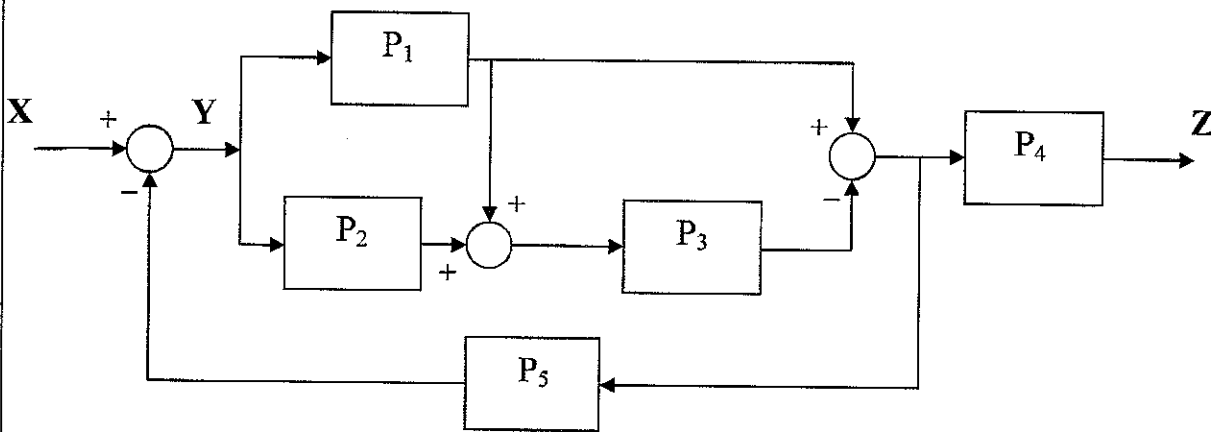 P₁
X + Y + Z
P₄
− + −
P₂ P₃
+
P₅